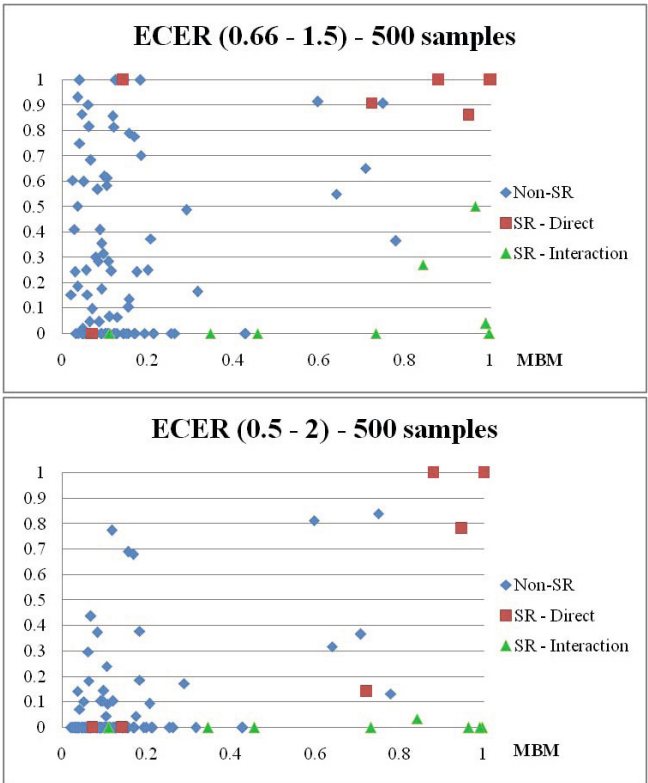 ECER (0.66 - 1.5) - 500 samples
1
0.9
0.8
0.7
0.6
0.5
0.4
0.3
0.2
0.1
0
Non-SR
SR - Direct
SR - Interaction
0 0.2 0.4 0.6 0.8 1 MBM
ECER (0.5 - 2) - 500 samples
1
0.9
0.8
0.7
0.6
0.5
0.4
0.3
0.2
0.1
0
Non-SR
SR - Direct
SR - Interaction
0 0.2 0.4 0.6 0.8 1 MBM